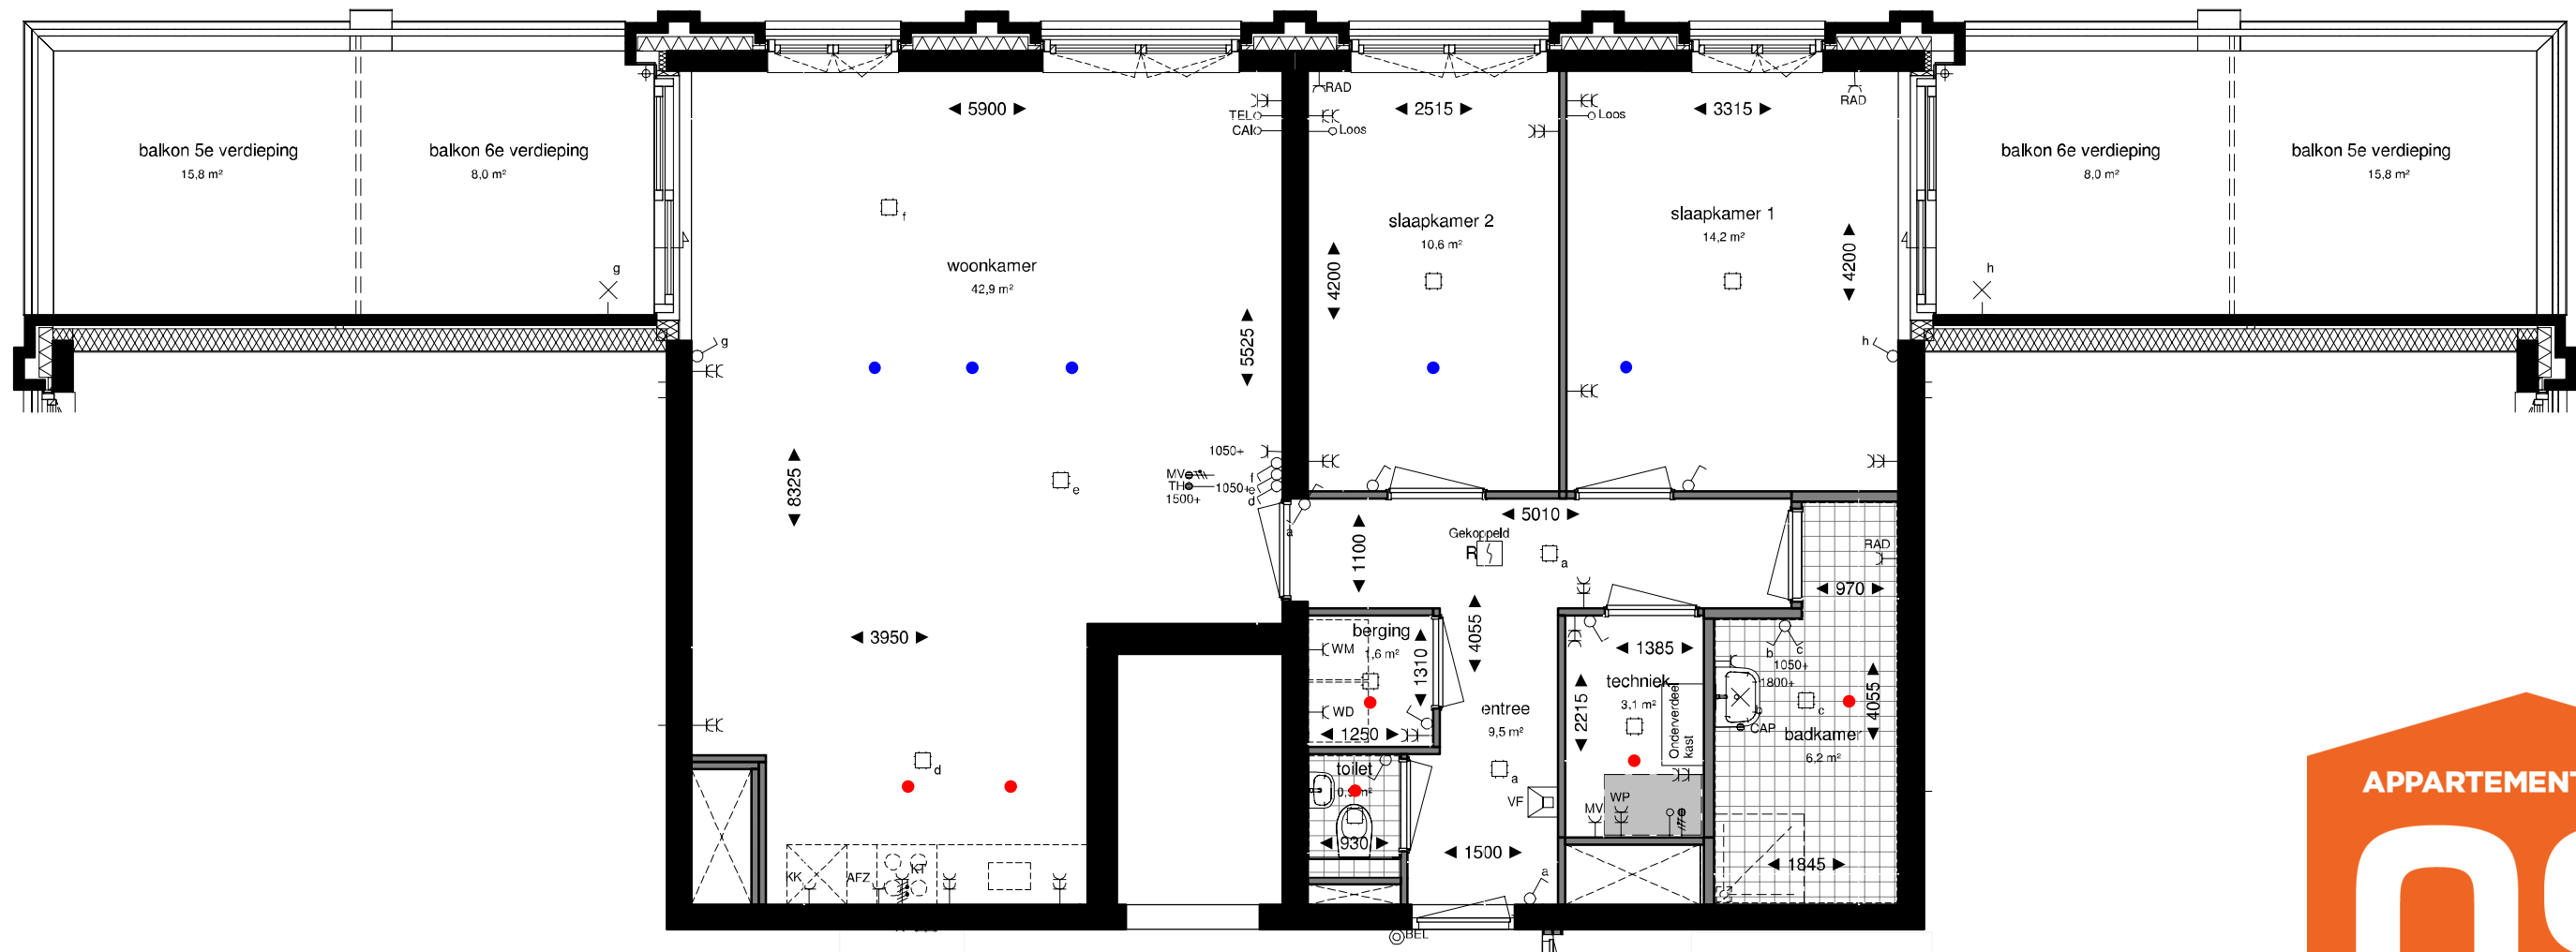 balkon 5e verdieping
15,8 m²
balkon 6e verdieping
8,0 m²
g
g
5900
TEL
CAI
f
woonkamer
42,9 m²
5525
8325
e
1050+
MV
TH
1500+
1050+
f
e
d
3950
d
KK
AFZ
KT
RAD
Loos
2515
slaapkamer 2
10,6 m²
4200
Loos
3315
RAD
slaapkamer 1
14,2 m²
4200
h
h
balkon 6e verdieping
8,0 m²
balkon 5e verdieping
15,8 m²
a
1100
5010
Gekoppeld
R
a
RAD
970
berging
1,6 m²
WM
WD
1310
1250
4055
entree
9,5 m²
a
VF
1500
a
BEL
toilet
930
1385
techniek
3,1 m²
2215
Onderverdeel
kast
MV
WP
b
c
1050+
1800+
b
CAP
c
badkamer
6,2 m²
4055
1845
APPARTEMEN